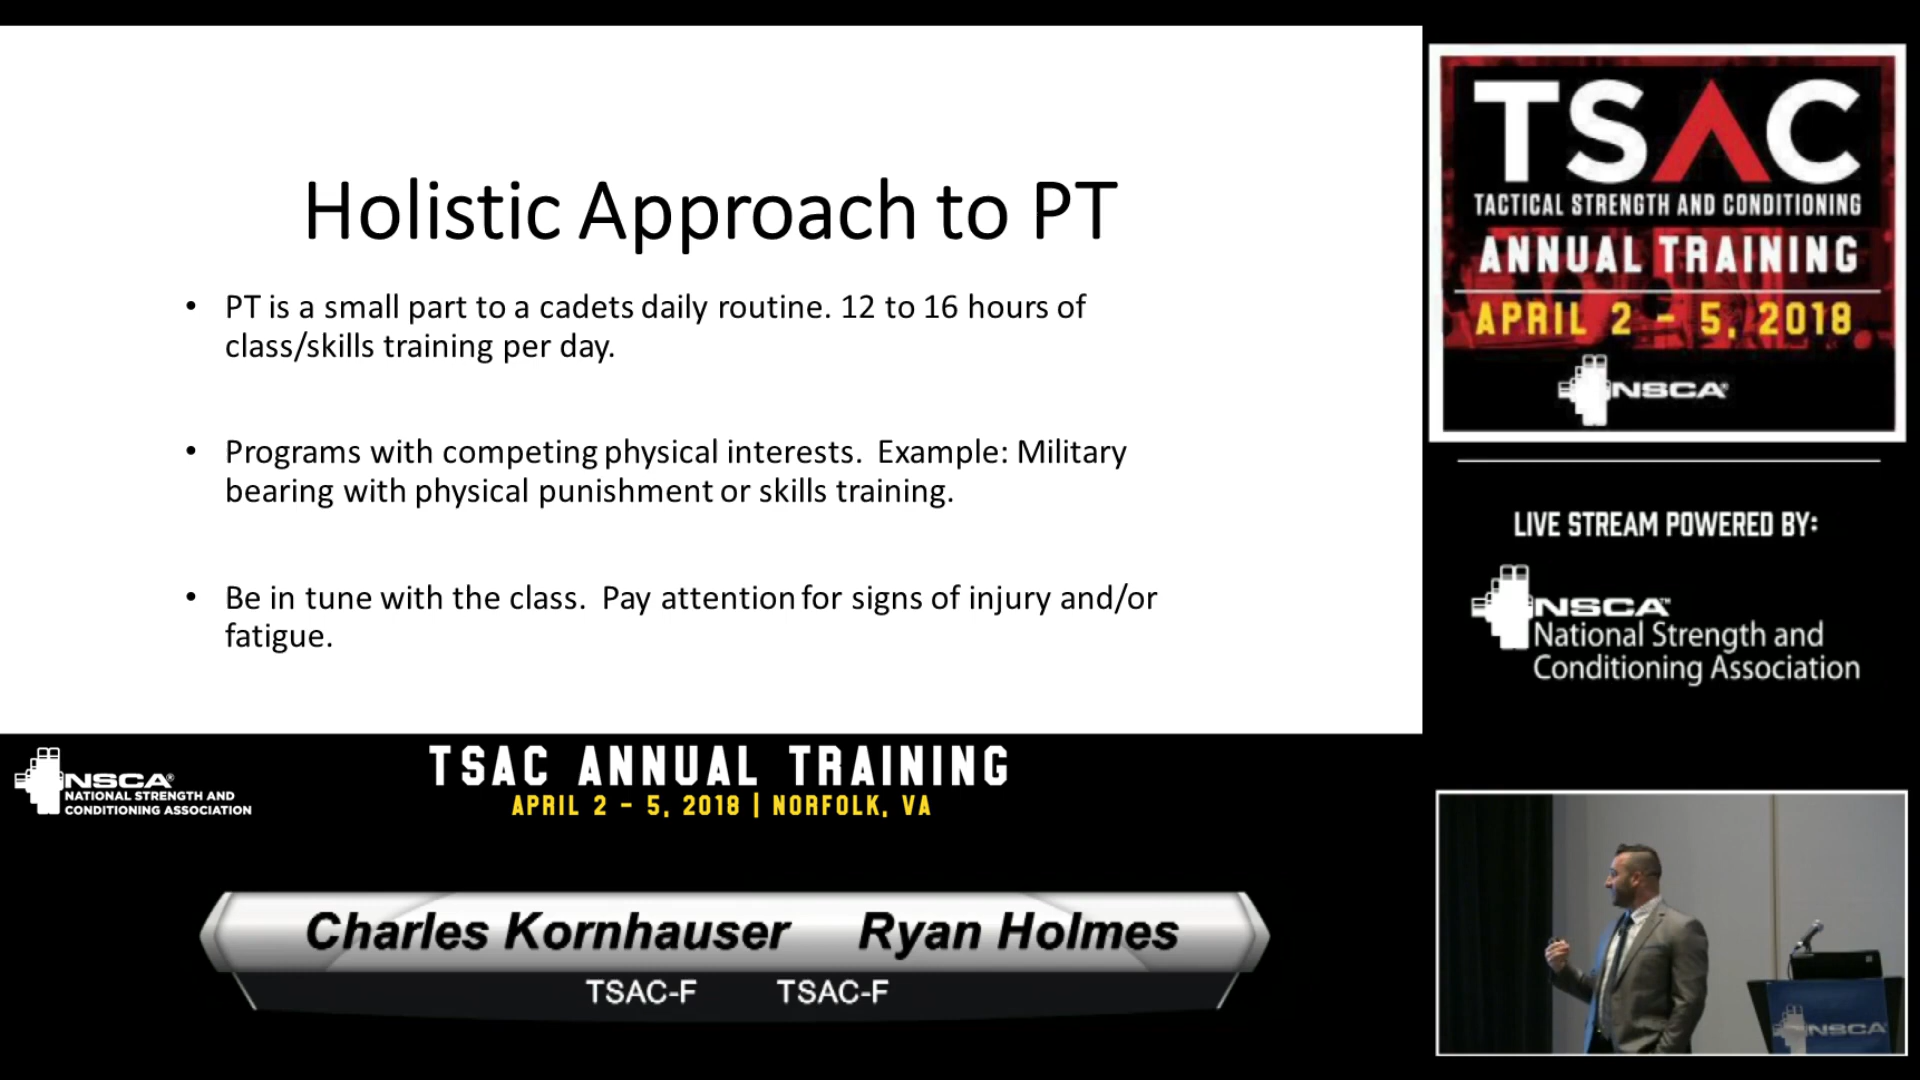 Holistic Approach to PT
• PT is a small part to a cadets daily routine. 12 to 16 hours of
class/skills training per day.
• Programs with competing physical interests.  Example: Military
bearing with physical punishment or skills training.
• Be in tune with the class.  Pay attention for signs of injury and/or
fatigue.
TSAC
TACTICAL STRENGTH AND CONDITIONING
ANNUAL TRAINING
APRIL 2 - 5, 2018
NSCA®
LIVE STREAM POWERED BY:
NSCA™
National Strength and
Conditioning Association
NSCA®
NATIONAL STRENGTH AND
CONDITIONING ASSOCIATION
TSAC ANNUAL TRAINING
APRIL 2 - 5, 2018 | NORFOLK, VA
Charles Kornhauser Ryan Holmes
TSAC-F TSAC-F
NSCA